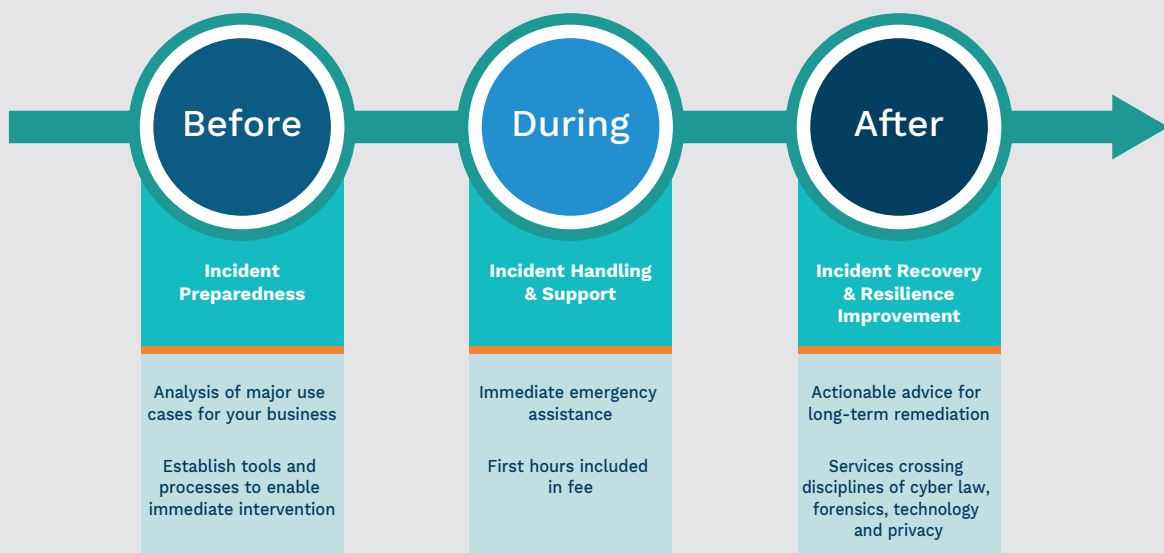 Before
Incident
Preparedness
Analysis of major use
cases for your business
Establish tools and
processes to enable
immediate intervention
During
Incident Handling
& Support
Immediate emergency
assistance
First hours included
in fee
After
Incident Recovery
& Resilience
Improvement
Actionable advice for
long-term remediation
Services crossing
disciplines of cyber law,
forensics, technology
and privacy